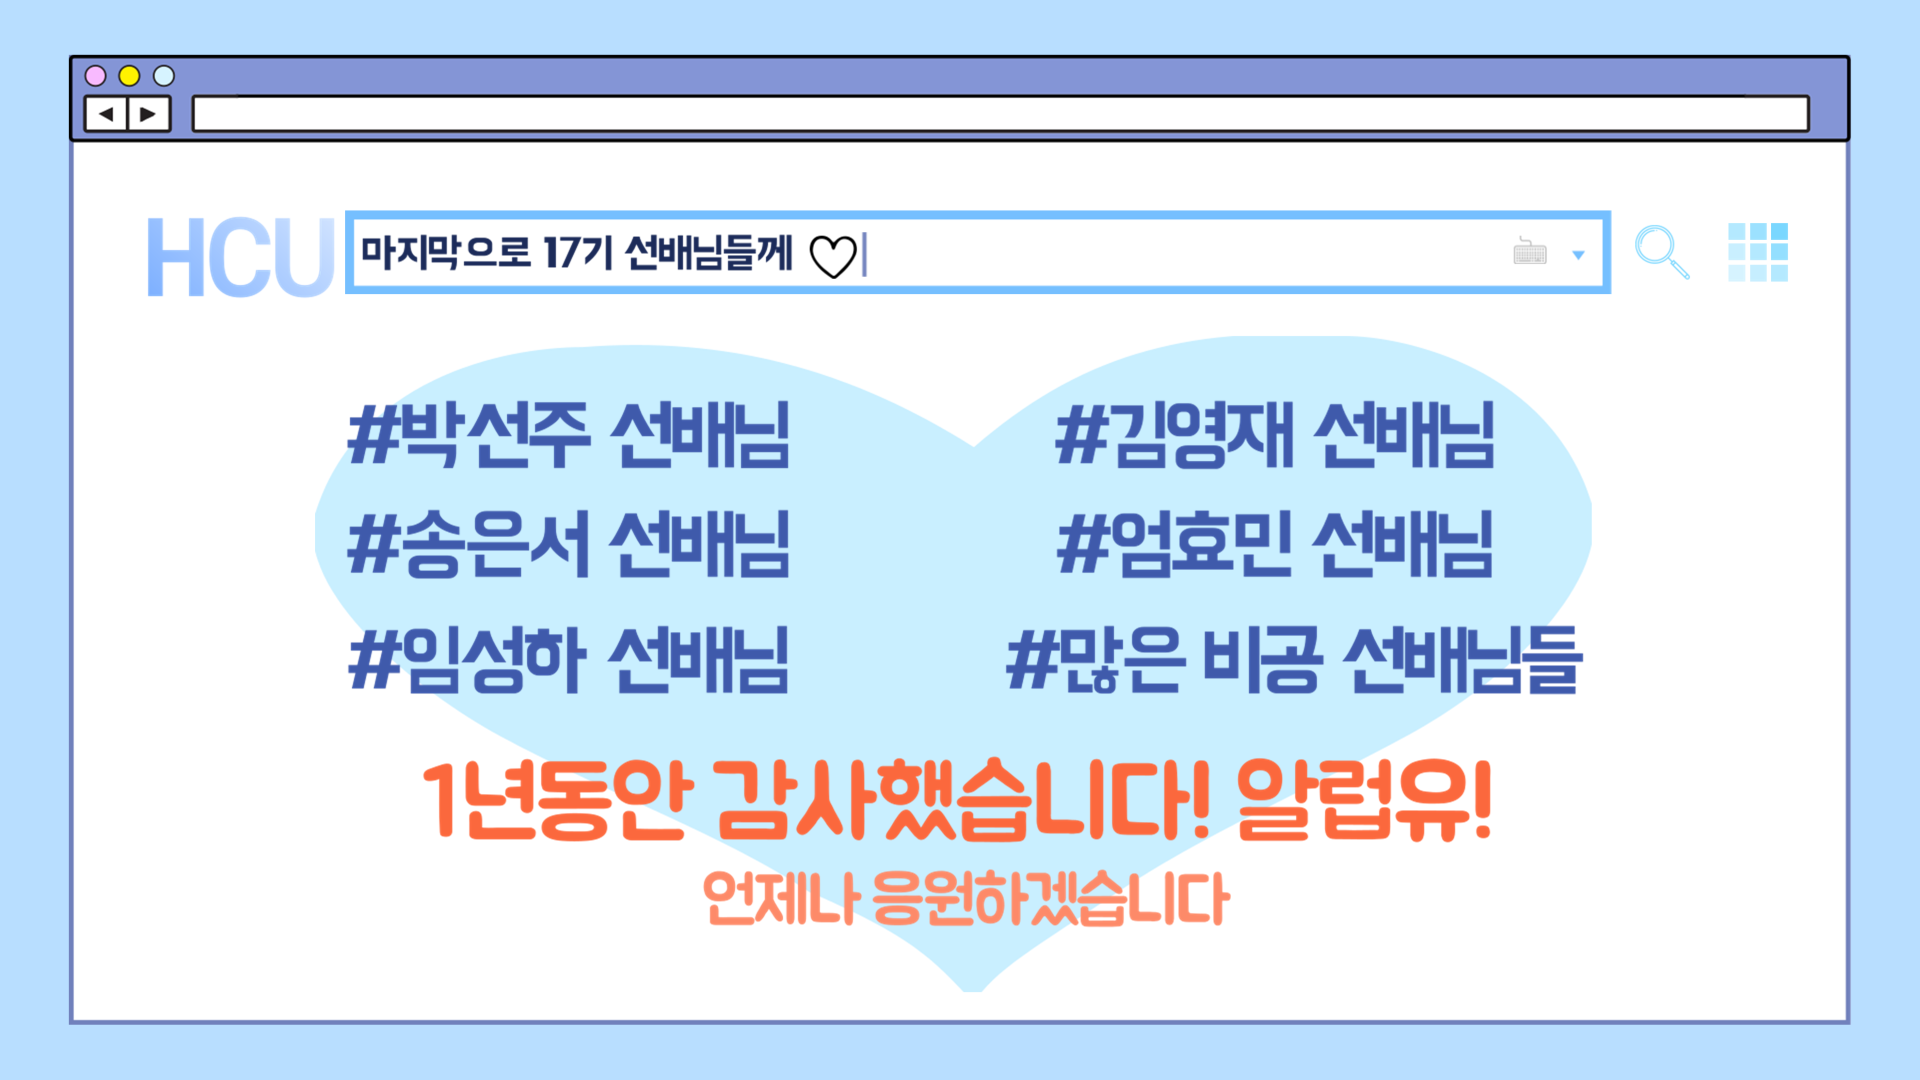 HCU 마지막으로 17기 선배님들께 ♡
#박선주 선배님 #김영재 선배님
#송은서 선배님 #엄효민 선배님
#임성하 선배님 #많은 비공 선배님들
1년동안 감사했습니다! 알럽유!
언제나 응원하겠습니다